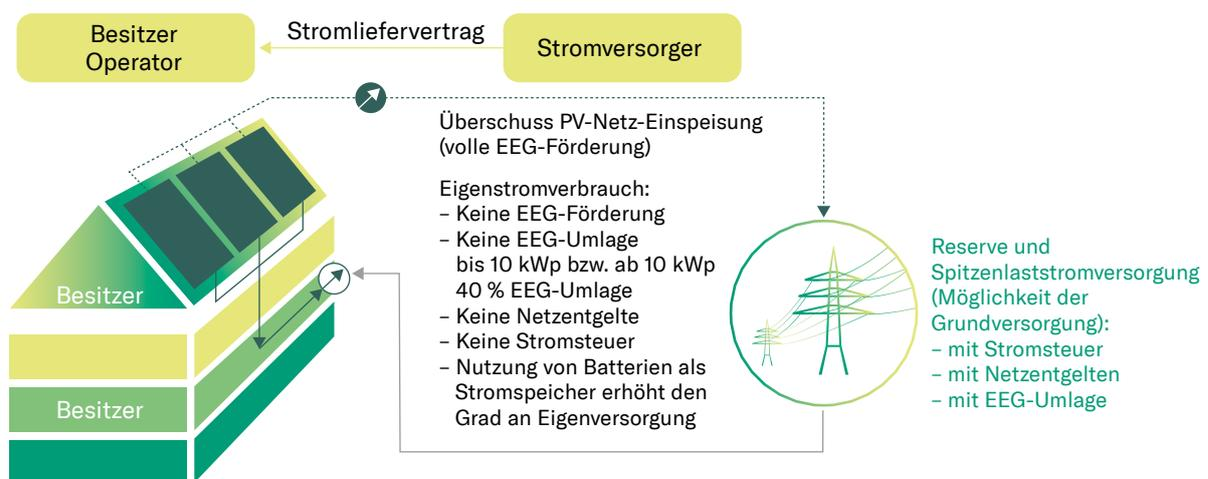 Besitzer
Operator
Stromliefervertrag
Stromversorger
Überschuss PV-Netz-Einspeisung
(volle EEG-Förderung)
Eigenstromverbrauch:
– Keine EEG-Förderung
– Keine EEG-Umlage
bis 10 kWp bzw. ab 10 kWp
40 % EEG-Umlage
– Keine Netzentgelte
– Keine Stromsteuer
– Nutzung von Batterien als
Stromspeicher erhöht den
Grad an Eigenversorgung
Besitzer
Besitzer
Reserve und
Spitzenlaststromversorgung
(Möglichkeit der
Grundversorgung):
– mit Stromsteuer
– mit Netzentgelten
– mit EEG-Umlage